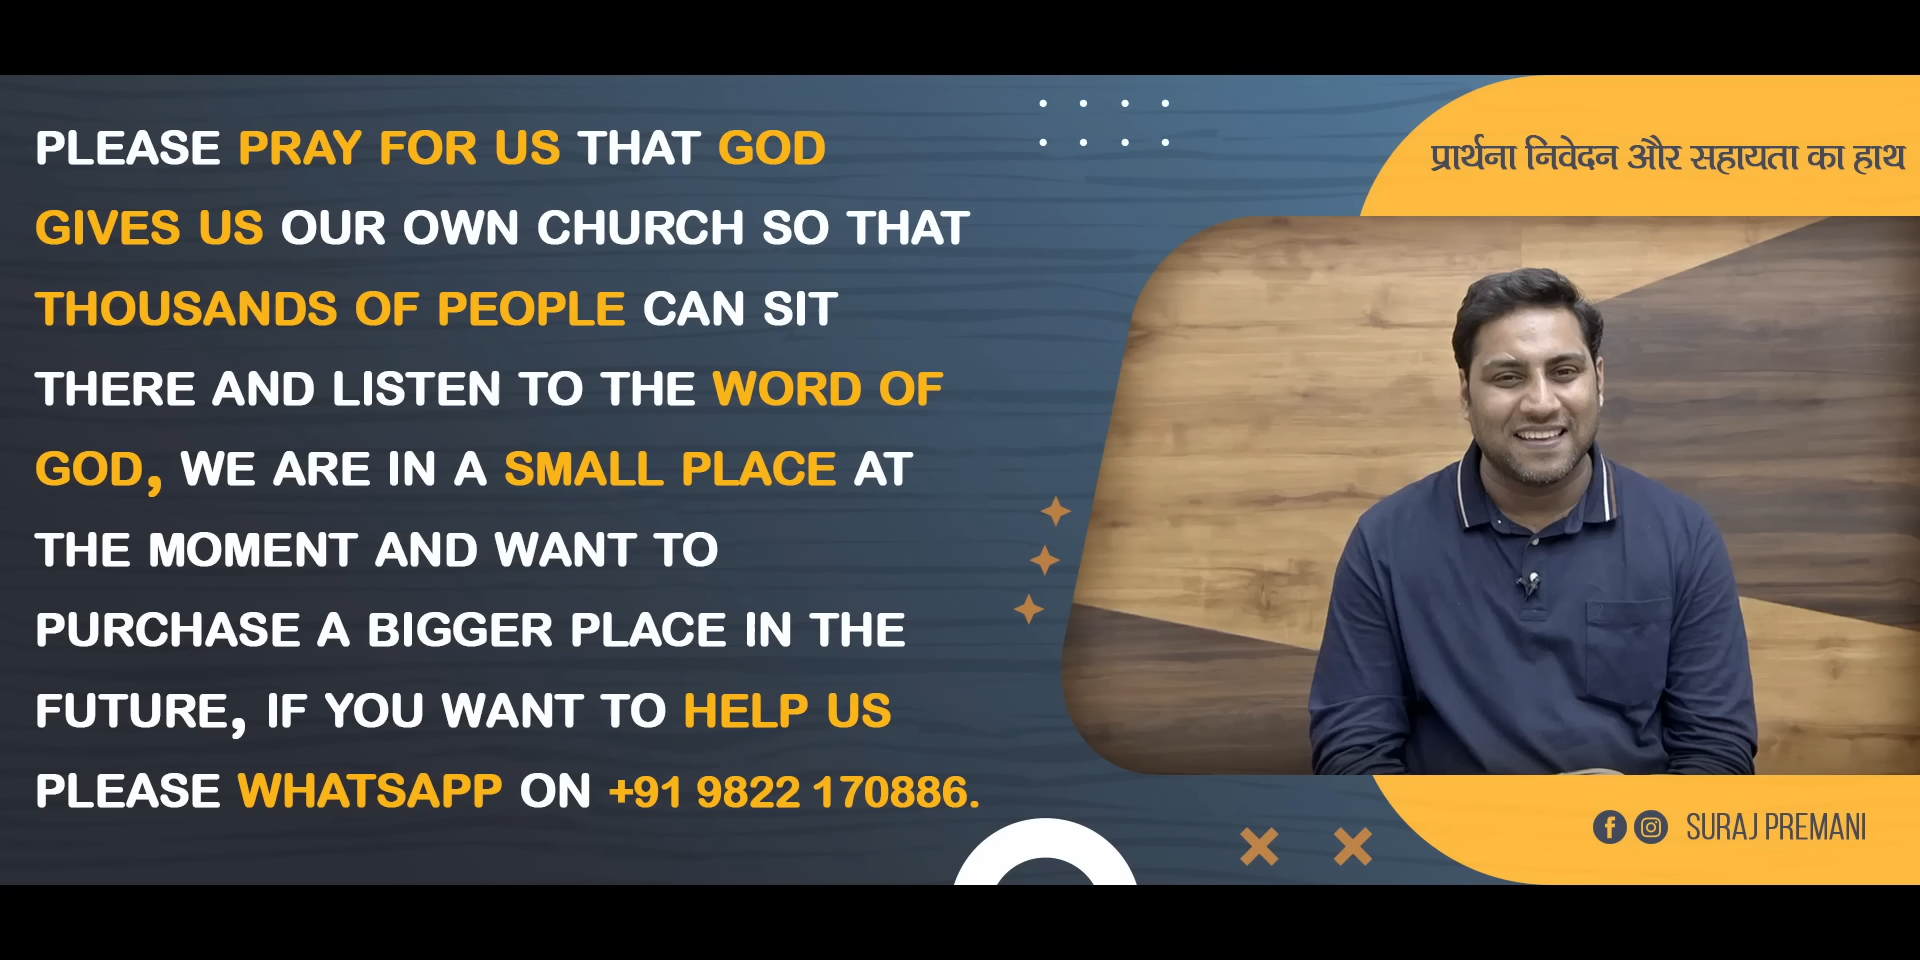 PLEASE PRAY FOR US THAT GOD
GIVES US OUR OWN CHURCH SO THAT
THOUSANDS OF PEOPLE CAN SIT
THERE AND LISTEN TO THE WORD OF
GOD, WE ARE IN A SMALL PLACE AT
THE MOMENT AND WANT TO
PURCHASE A BIGGER PLACE IN THE
FUTURE, IF YOU WANT TO HELP US
PLEASE WHATSAPP ON +91 9822 170886.
प्रार्थना निवेदन और सहायता का हाथ
SURAJ PREMANI